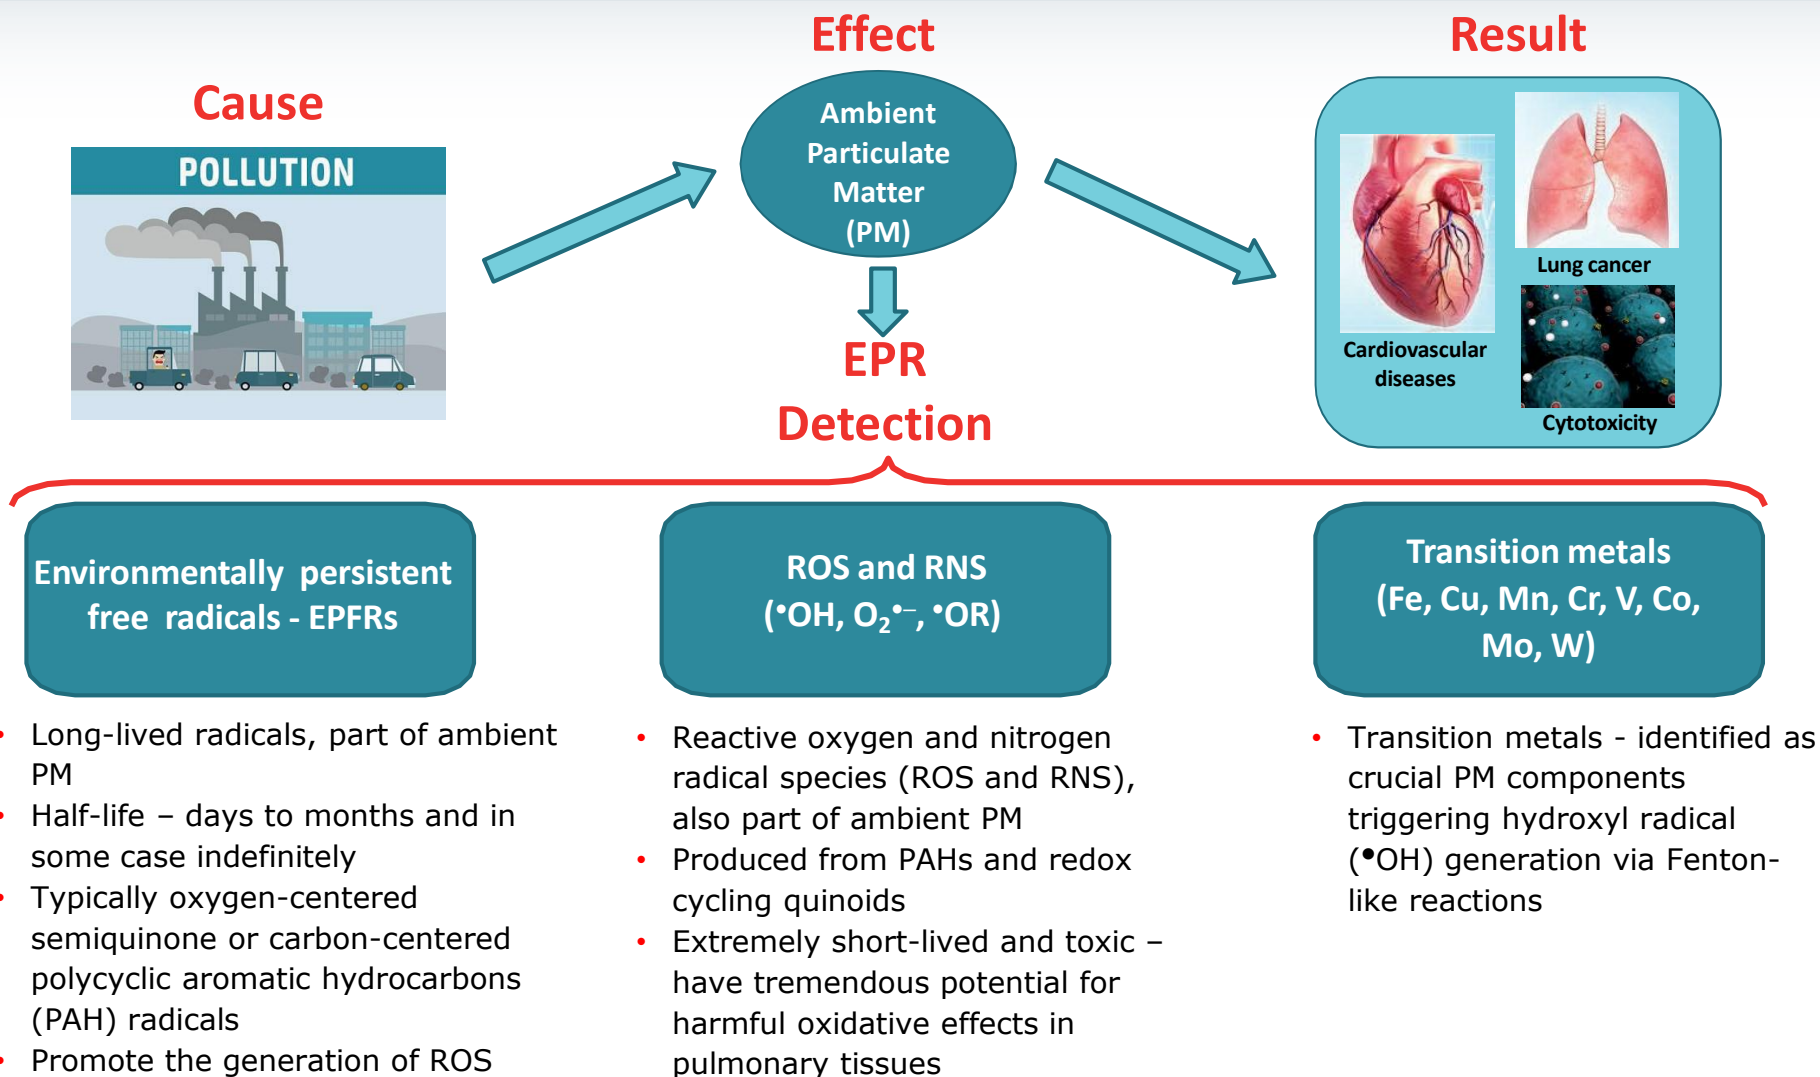 Effect
Result
Cause
POLLUTION
Ambient
Particulate
Matter
(PM)
Lung cancer
Cardiovascular
diseases
Cytotoxicity
EPR
Detection
Environmentally persistent
free radicals - EPFRs
• Long-lived radicals, part of ambient
PM
• Half-life – days to months and in
some case indefinitely
• Typically oxygen-centered
semiquinone or carbon-centered
polycyclic aromatic hydrocarbons
(PAH) radicals
• Promote the generation of ROS
ROS and RNS
(•OH, O₂•–, •OR)
• Reactive oxygen and nitrogen
radical species (ROS and RNS),
also part of ambient PM
• Produced from PAHs and redox
cycling quinoids
• Extremely short-lived and toxic –
have tremendous potential for
harmful oxidative effects in
pulmonary tissues
Transition metals
(Fe, Cu, Mn, Cr, V, Co,
Mo, W)
• Transition metals - identified as
crucial PM components
triggering hydroxyl radical
(•OH) generation via Fenton-
like reactions